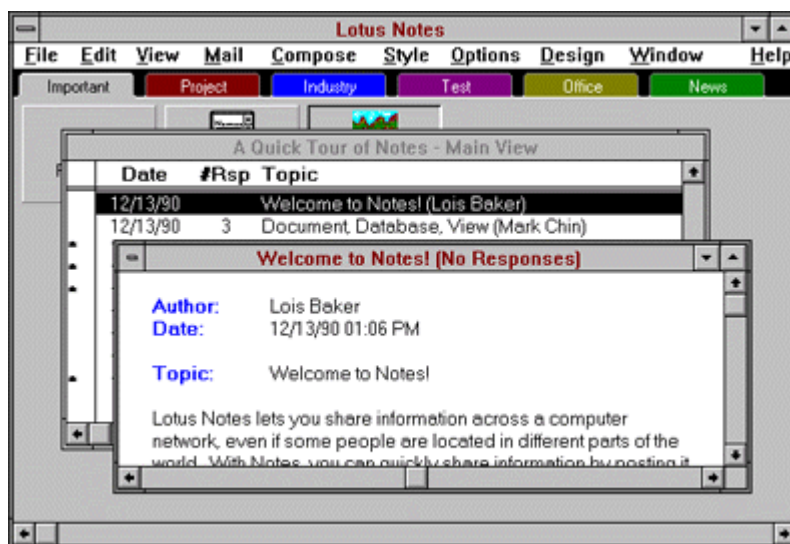 Lotus Notes
File Edit View Mail Compose Style Options Design Window Help
Important Project Industry Test Office News
A Quick Tour of Notes - Main View
Date #Rsp Topic
12/13/90 Welcome to Notes! (Lois Baker)
12/13/90 3 Document, Database, View (Mark Chin)
Welcome to Notes! (No Responses)
Author: Lois Baker
Date: 12/13/90 01:06 PM
Topic: Welcome to Notes!
Lotus Notes lets you share information across a computer
network, even if some people are located in different parts of the
world. With Notes, you can quickly share information by posting it